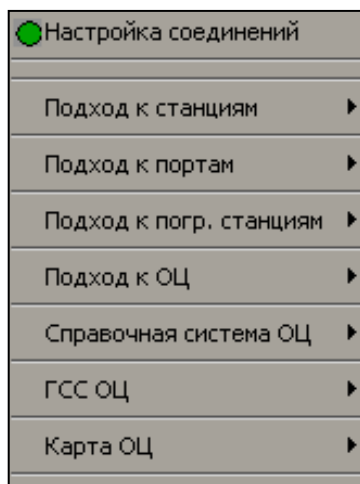 Настройка соединений
Подход к станциям
Подход к портам
Подход к погр. станциям
Подход к ОЦ
Справочная система ОЦ
ГСС ОЦ
Карта ОЦ